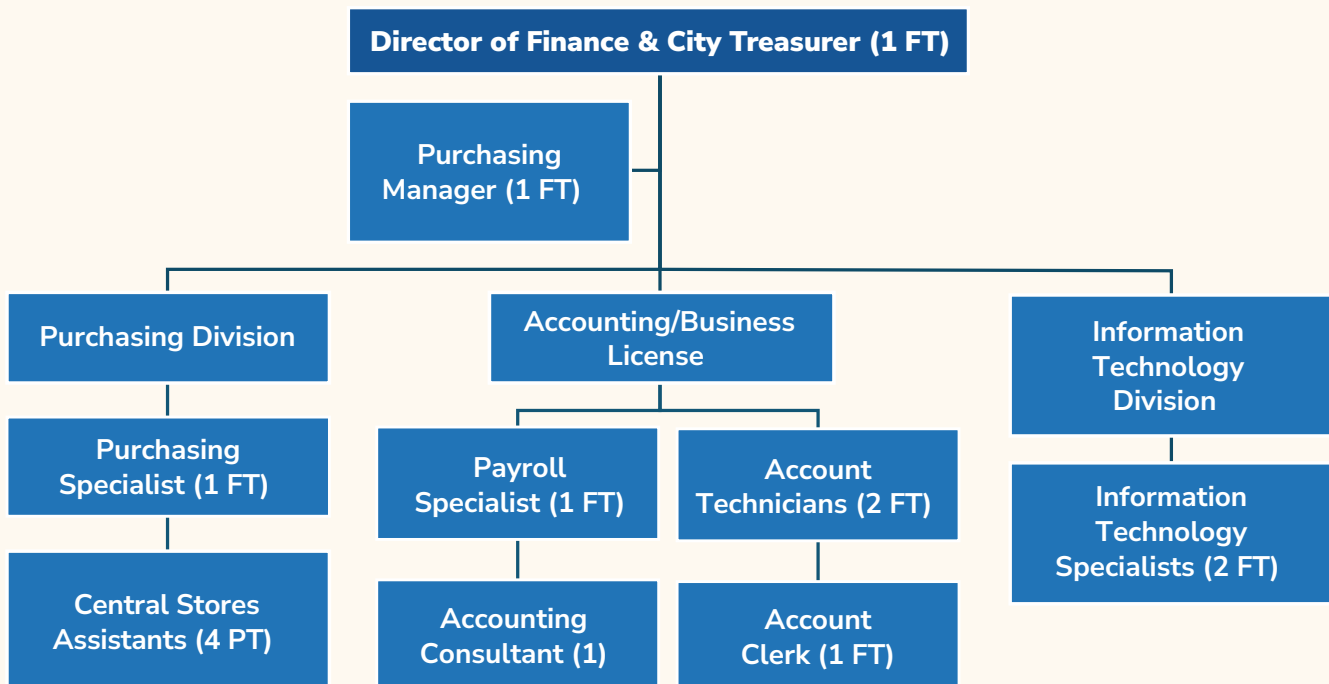 Director of Finance & City Treasurer (1 FT)
Purchasing
Manager (1 FT)
Purchasing Division
Accounting/Business
License
Information
Technology
Division
Purchasing
Specialist (1 FT)
Payroll
Specialist (1 FT)
Account
Technicians (2 FT)
Information
Technology
Specialists (2 FT)
Central Stores
Assistants (4 PT)
Accounting
Consultant (1)
Account
Clerk (1 FT)